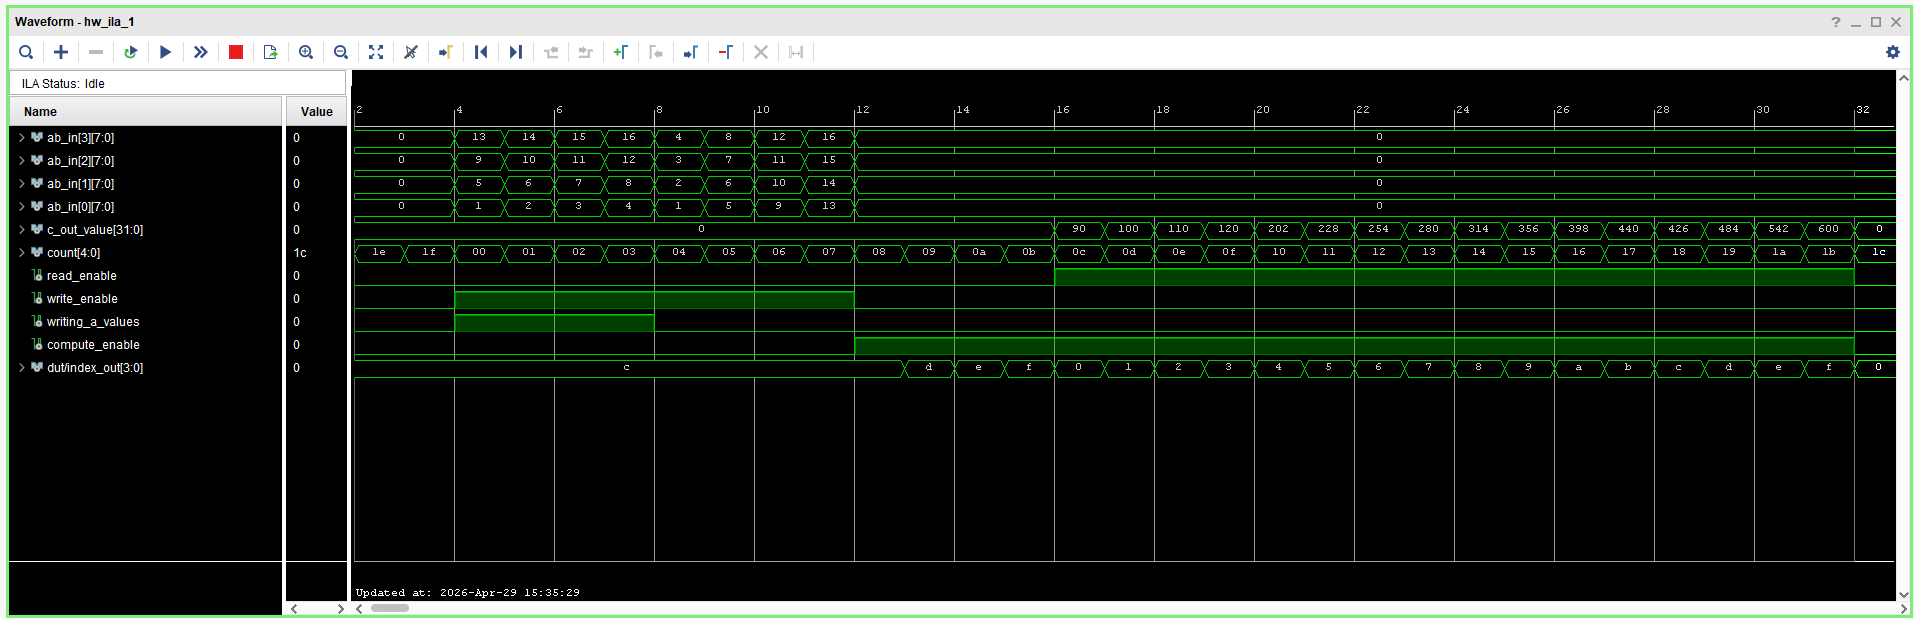 Waveform - hw_ila_1
?
ILA Status: Idle
Name Value
2 4 6 8 10 12 14 16 18 20 22 24 26 28 30 32
ab_in[3][7:0] 0 0 13 14 15 16 4 8 12 16 0
ab_in[2][7:0] 0 0 9 10 11 12 3 7 11 15 0
ab_in[1][7:0] 0 0 5 6 7 8 2 6 10 14 0
ab_in[0][7:0] 0 0 1 2 3 4 1 5 9 13 0
c_out_value[31:0] 0 0 90 100 110 120 202 228 254 280 314 356 398 440 426 484 542 600 0
count[4:0] 1c 1e 1f 00 01 02 03 04 05 06 07 08 09 0a 0b 0c 0d 0e 0f 10 11 12 13 14 15 16 17 18 19 1a 1b 1c
read_enable 0
write_enable 0
writing_a_values 0
compute_enable 0
dut/index_out[3:0] 0 c d e f 0 1 2 3 4 5 6 7 8 9 a b c d e f 0
Updated at: 2026-Apr-29 15:35:29